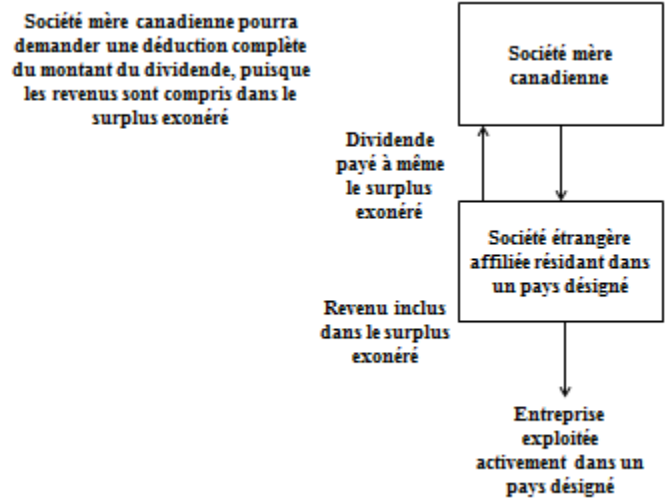 Société mère canadienne pourra
demander une déduction complète
du montant du dividende, puisque
les revenus sont compris dans le
surplus exonéré
Société mère
canadienne
Dividende
payé à même
le surplus
exonéré
Société étrangère
affiliée résidant dans
un pays désigné
Revenu inclus
dans le surplus
exonéré
Entreprise
exploitée
activement dans un
pays désigné